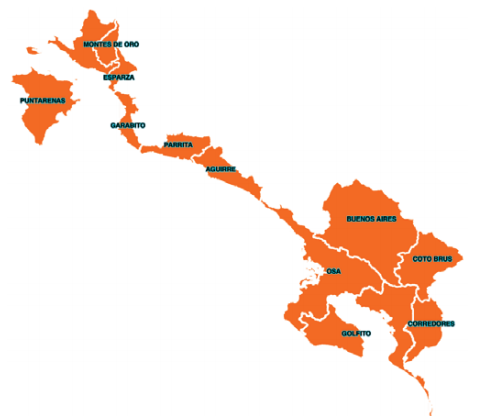 MONTES DE ORO
ESPARZA
PUNTARENAS
GARABITO
PARRITA
AGUIRRE
BUENOS AIRES
COTO BRUS
OSA
CORREDORES
GOLFITO